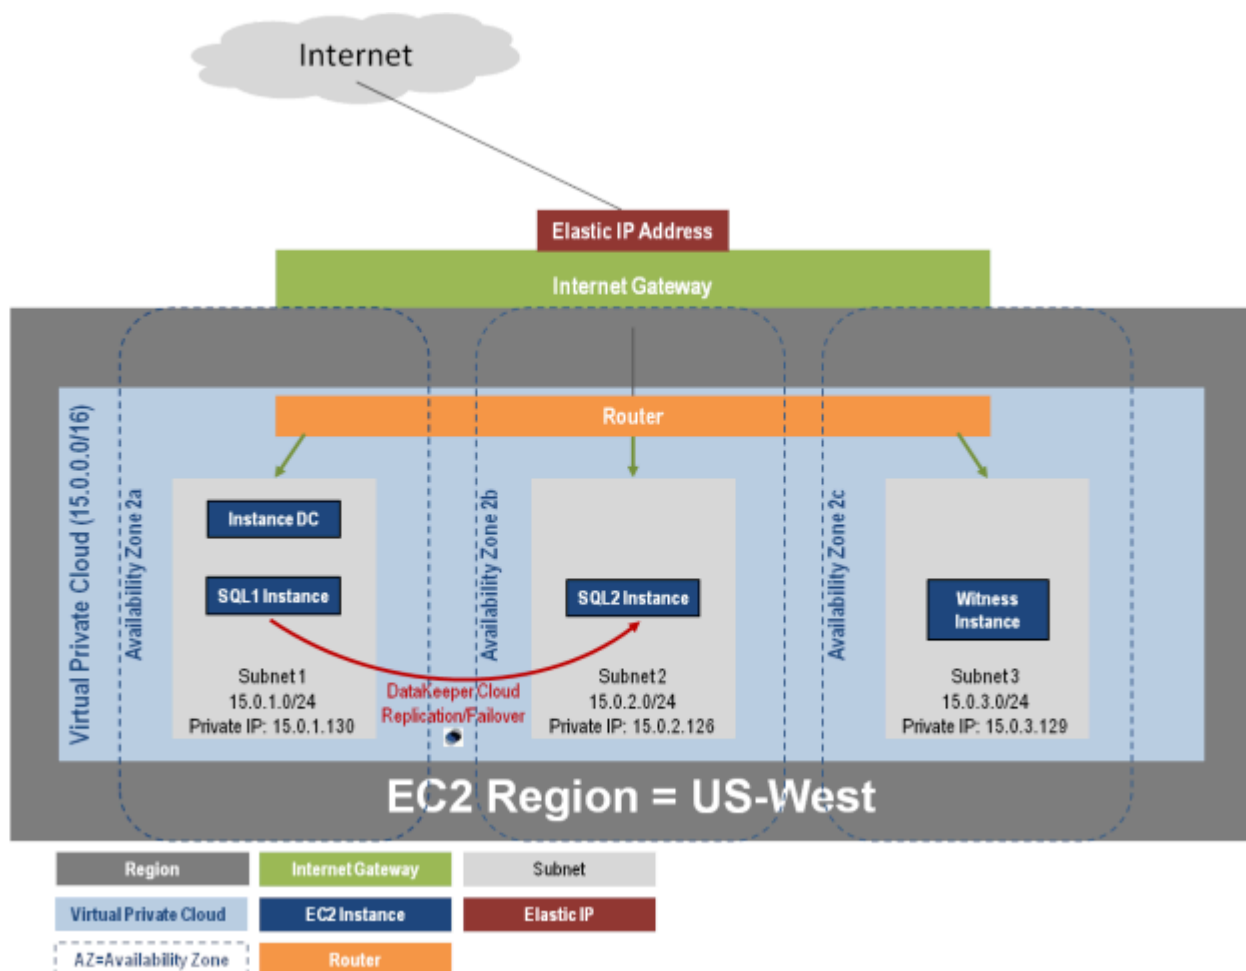 Internet
Elastic IP Address
Internet Gateway
Router
Virtual Private Cloud (15.0.0.0/16)
Availability Zone 2a
Instance DC
SQL1 Instance
Subnet 1
15.0.1.0/24
Private IP: 15.0.1.130
DataKeeper Cloud
Replication/Failover
Availability Zone 2b
SQL2 Instance
Subnet 2
15.0.2.0/24
Private IP: 15.0.2.126
Availability Zone 2c
Witness
Instance
Subnet 3
15.0.3.0/24
Private IP: 15.0.3.129
EC2 Region = US-West
Region
Internet Gateway
Subnet
Virtual Private Cloud
EC2 Instance
Elastic IP
AZ=Availability Zone
Router